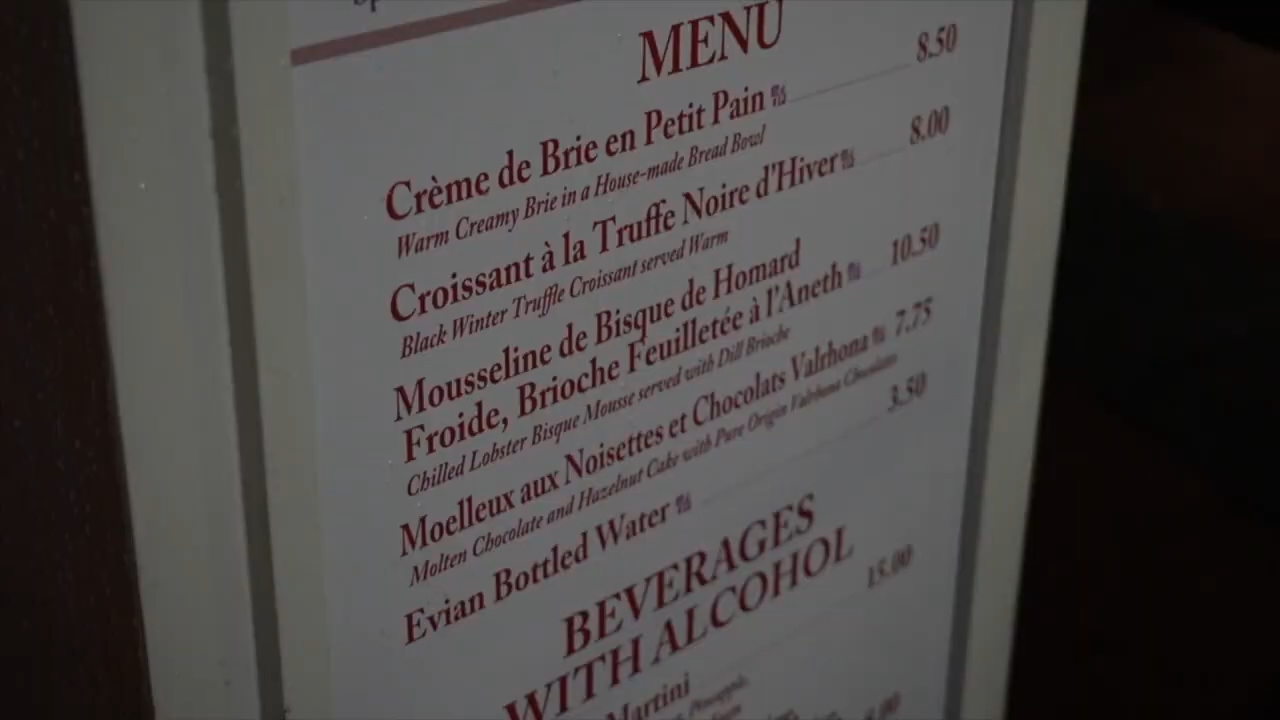 MENU
Crème de Brie en Petit Pain 8.50
Warm Creamy Brie in a House-made Bread Bowl
Croissant à la Truffe Noire d'Hiver 8.00
Black Winter Truffle Croissant served Warm
Mousseline de Bisque de Homard
Froide, Brioche Feuilletée à l'Aneth 10.50
Chilled Lobster Bisque Mousse served with Dill Brioche
Moelleux aux Noisettes et Chocolats Valrhona 7.75
Molten Chocolate and Hazelnut Cake with Pure Origin Valrhona Chocolate
Evian Bottled Water 3.50
BEVERAGES
WITH ALCOHOL
Martini 15.00